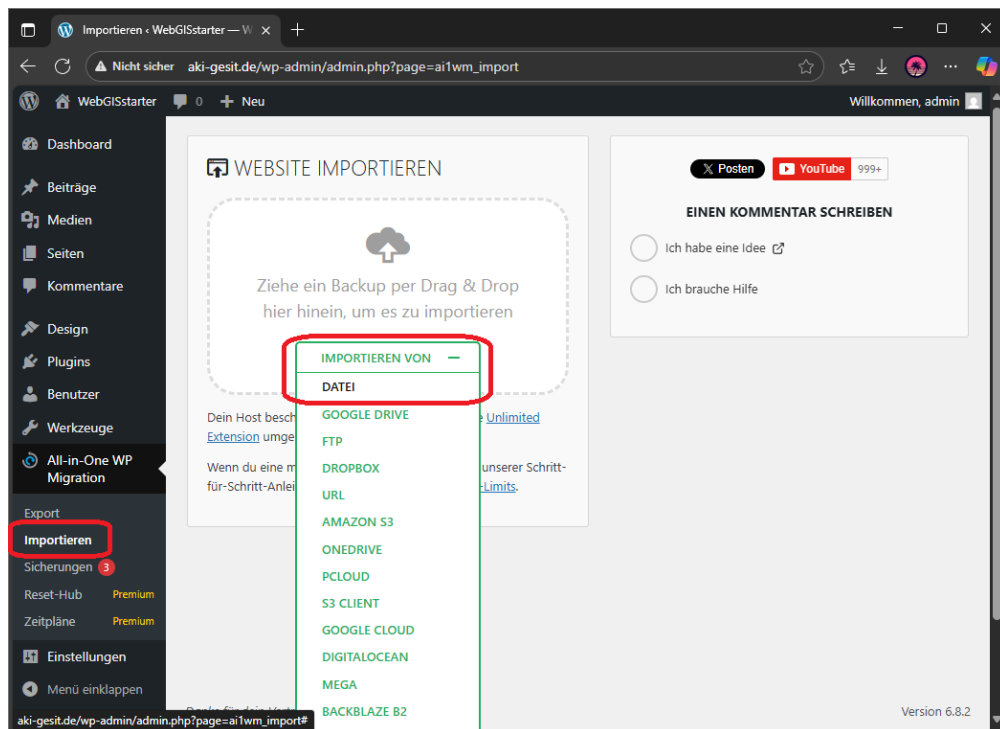 Importieren ‹ WebGISstarter — W
Nicht sicher aki-gesit.de/wp-admin/admin.php?page=ai1wm_import
WebGISstarter 0 Neu
Willkommen, admin
Dashboard
Beiträge
Medien
Seiten
Kommentare
Design
Plugins
Benutzer
Werkzeuge
All-in-One WP
Migration
Export
Importieren
Sicherungen 3
Reset-Hub Premium
Zeitpläne Premium
Einstellungen
Menü einklappen
WEBSITE IMPORTIEREN
Ziehe ein Backup per Drag & Drop
hier hinein, um es zu importieren
IMPORTIEREN VON
DATEI
GOOGLE DRIVE
FTP
DROPBOX
URL
AMAZON S3
ONEDRIVE
PCLOUD
S3 CLIENT
GOOGLE CLOUD
DIGITALOCEAN
MEGA
BACKBLAZE B2
Dein Host besch Unlimited
Extension umge
Wenn du eine m unserer Schritt-
für-Schritt-Anlei -Limits.
X Posten
YouTube 999+
EINEN KOMMENTAR SCHREIBEN
Ich habe eine Idee
Ich brauche Hilfe
Version 6.8.2
aki-gesit.de/wp-admin/admin.php?page=ai1wm_import#